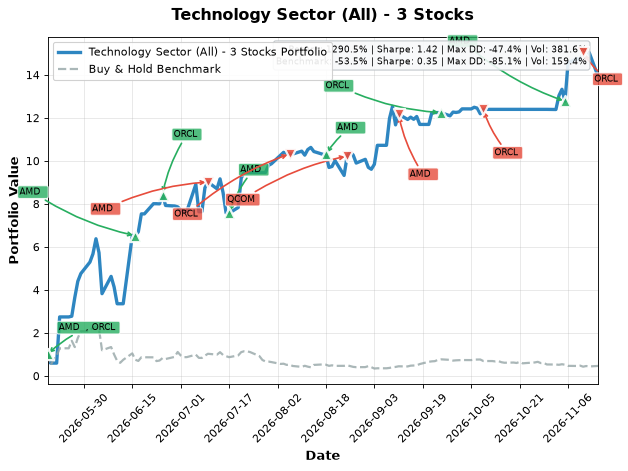 Technology Sector (All) - 3 Stocks
Technology Sector (All) - 3 Stocks Portfolio
Buy & Hold Benchmark
290.5% | Sharpe: 1.42 | Max DD: -47.4% | Vol: 381.6%
Benchmark: -53.5% | Sharpe: 0.35 | Max DD: -85.1% | Vol: 159.4%
AMD
ORCL
ORCL
AMD
ORCL
AMD
AMD
ORCL
AMD
AMD
QCOM
AMD
ORCL
AMD , ORCL
Portfolio Value
14
12
10
8
6
4
2
0
2026-05-30
2026-06-15
2026-07-01
2026-07-17
2026-08-02
2026-08-18
2026-09-03
2026-09-19
2026-10-05
2026-10-21
2026-11-06
Date